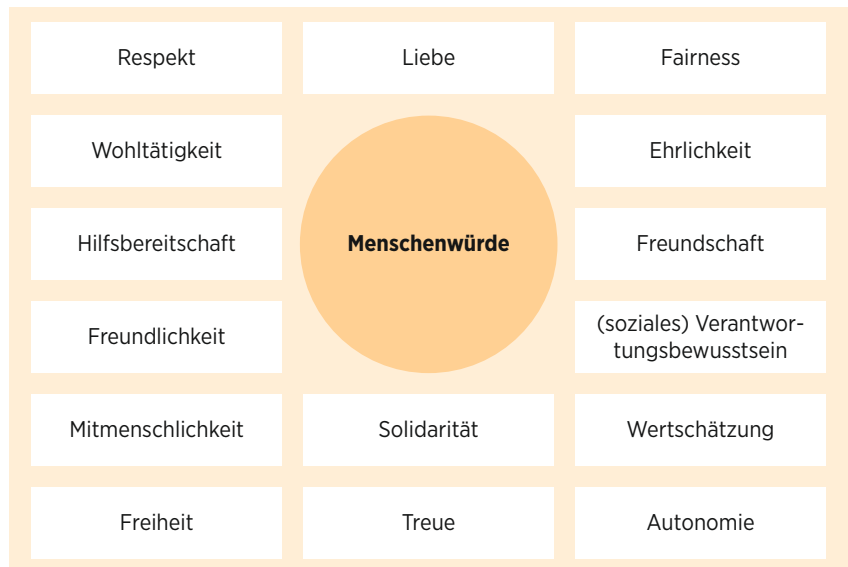 Respekt
Liebe
Fairness
Wohltätigkeit
Ehrlichkeit
Hilfsbereitschaft
Menschenwürde
Freundschaft
Freundlichkeit
(soziales) Verantwor-
tungsbewusstsein
Mitmenschlichkeit
Solidarität
Wertschätzung
Freiheit
Treue
Autonomie